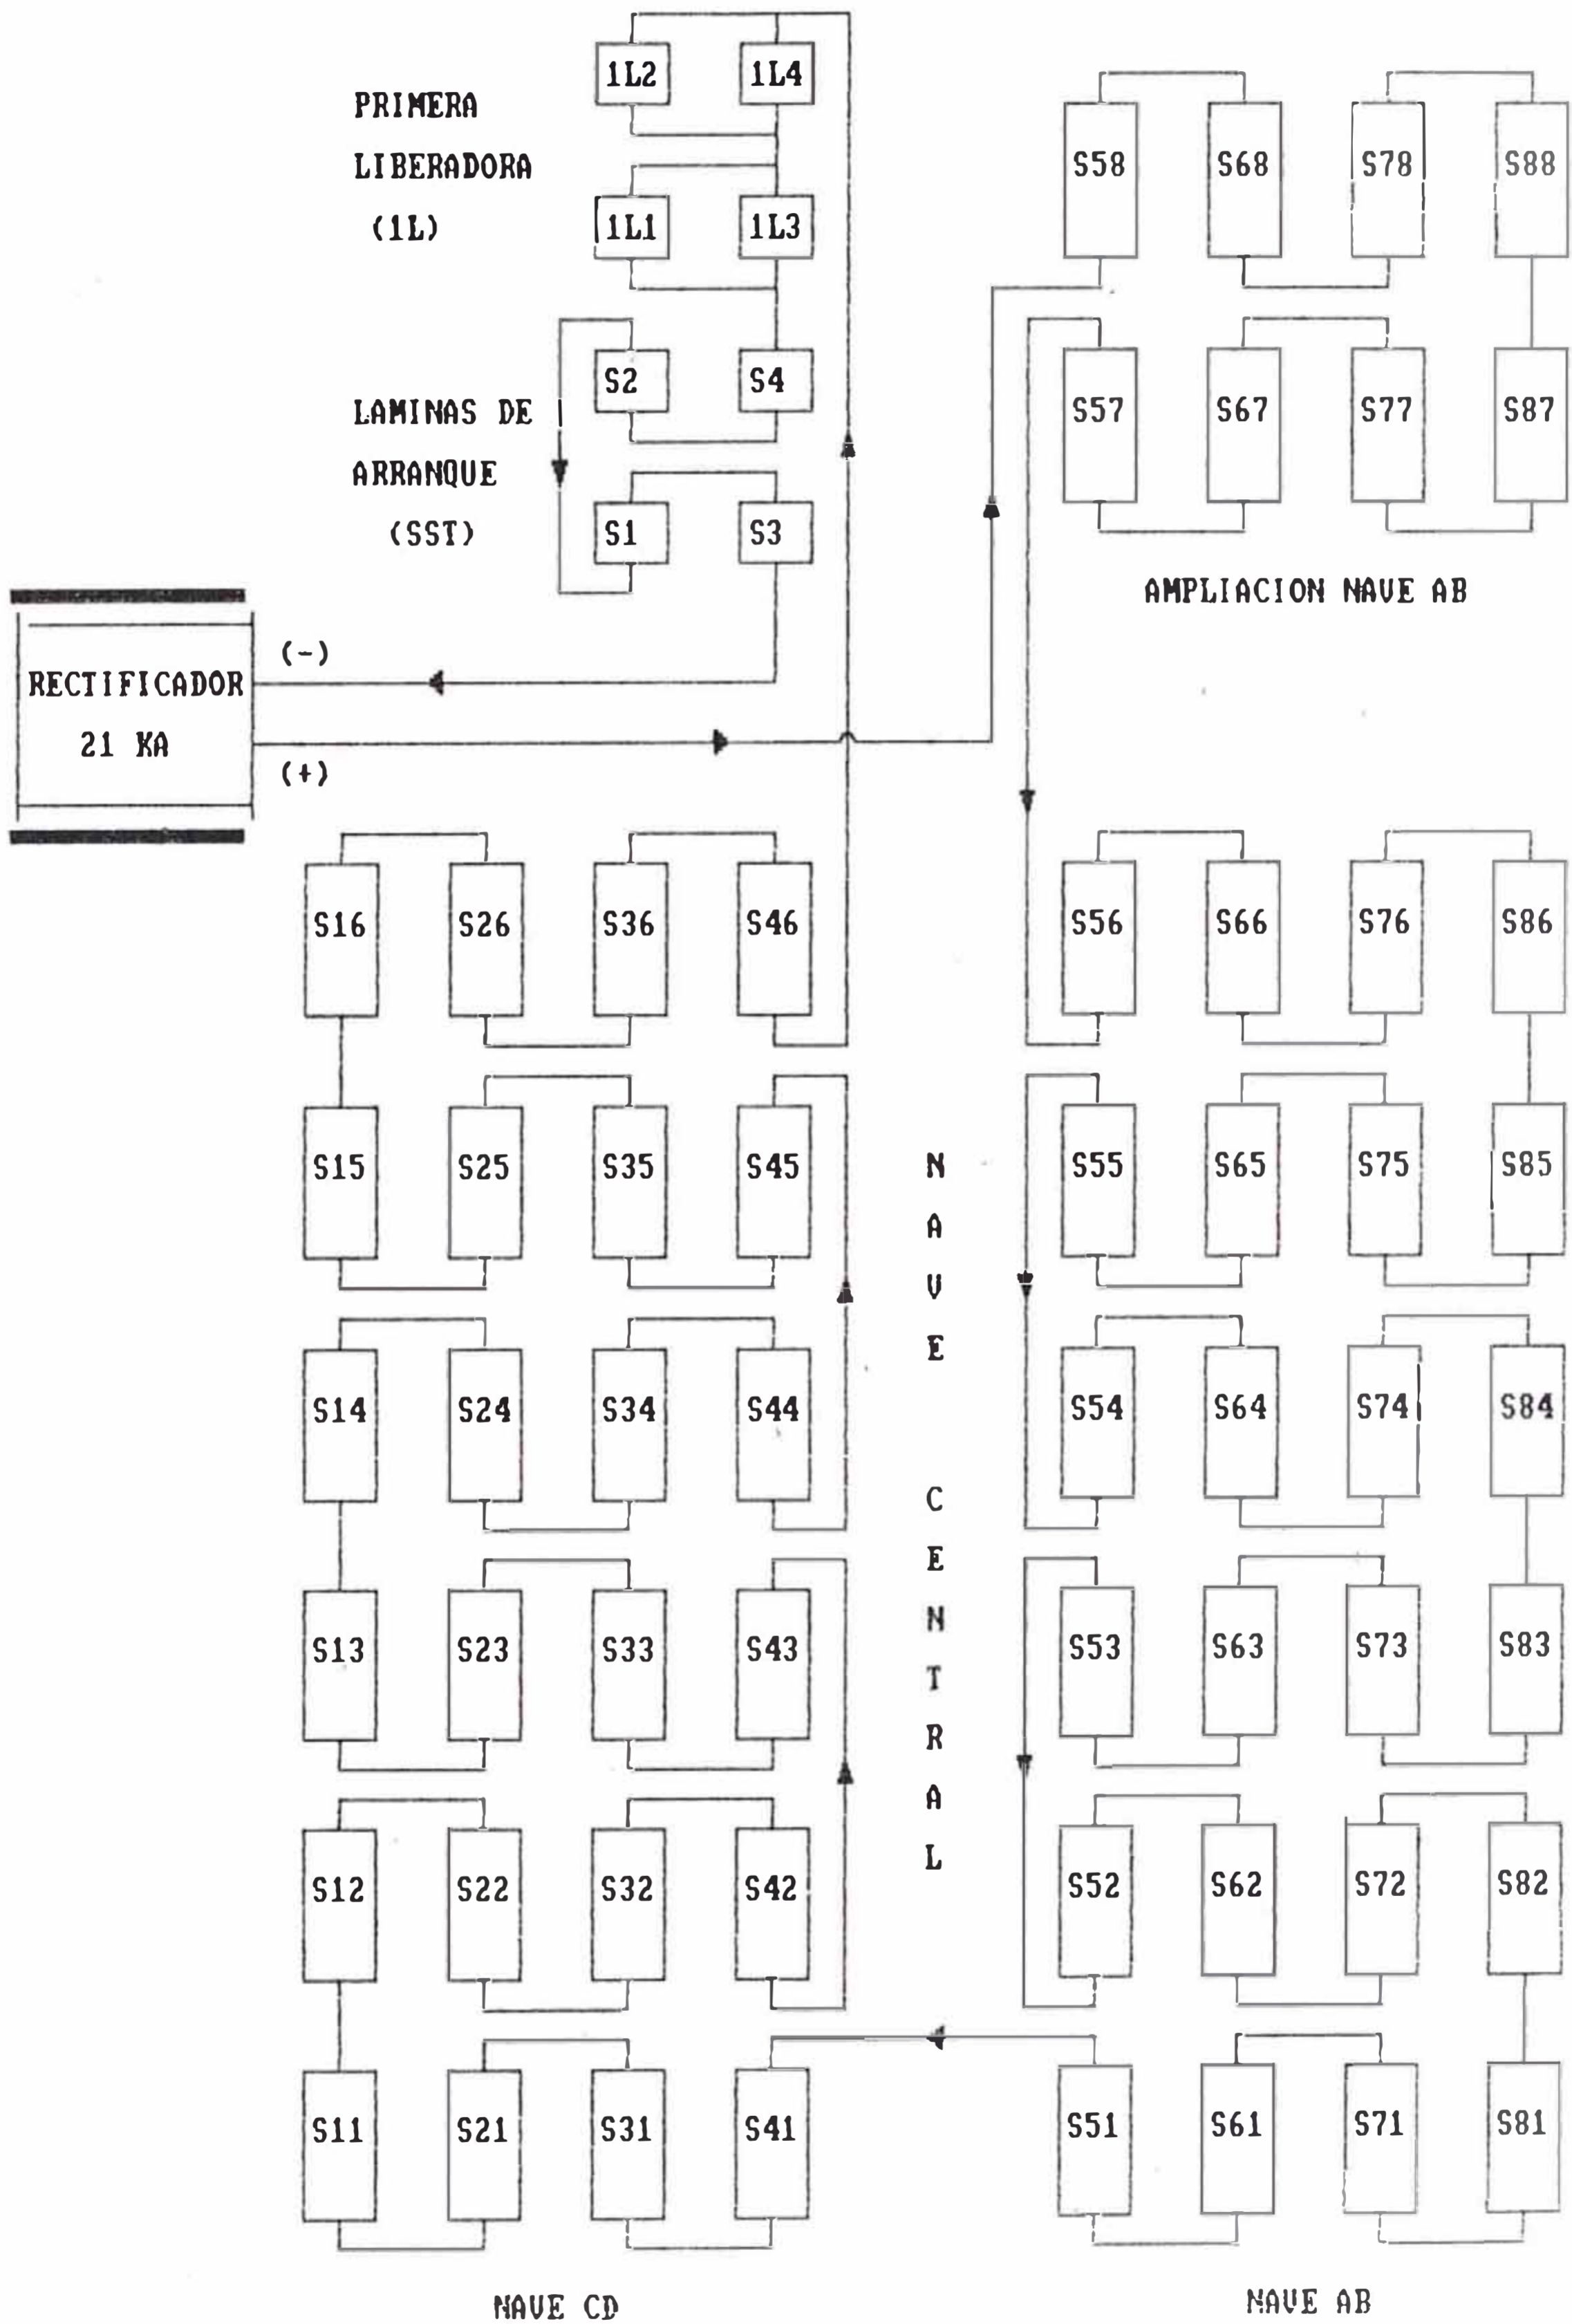 1L2 1L4
PRIMERA
LIBERADORA
(1L)
1L1 1L3
S2 S4
LAMINAS DE
ARRANQUE
(SST)
S1 S3
S58 S68 S78 S88
S57 S67 S77 S87
AMPLIACION NAVE AB
(-)
RECTIFICADOR
21 KA
(+)
S16 S26 S36 S46
S15 S25 S35 S45
S14 S24 S34 S44
S13 S23 S33 S43
S12 S22 S32 S42
S11 S21 S31 S41
NAVE CD
NAVE CENTRAL
S56 S66 S76 S86
S55 S65 S75 S85
S54 S64 S74 S84
S53 S63 S73 S83
S52 S62 S72 S82
S51 S61 S71 S81
NAVE AB